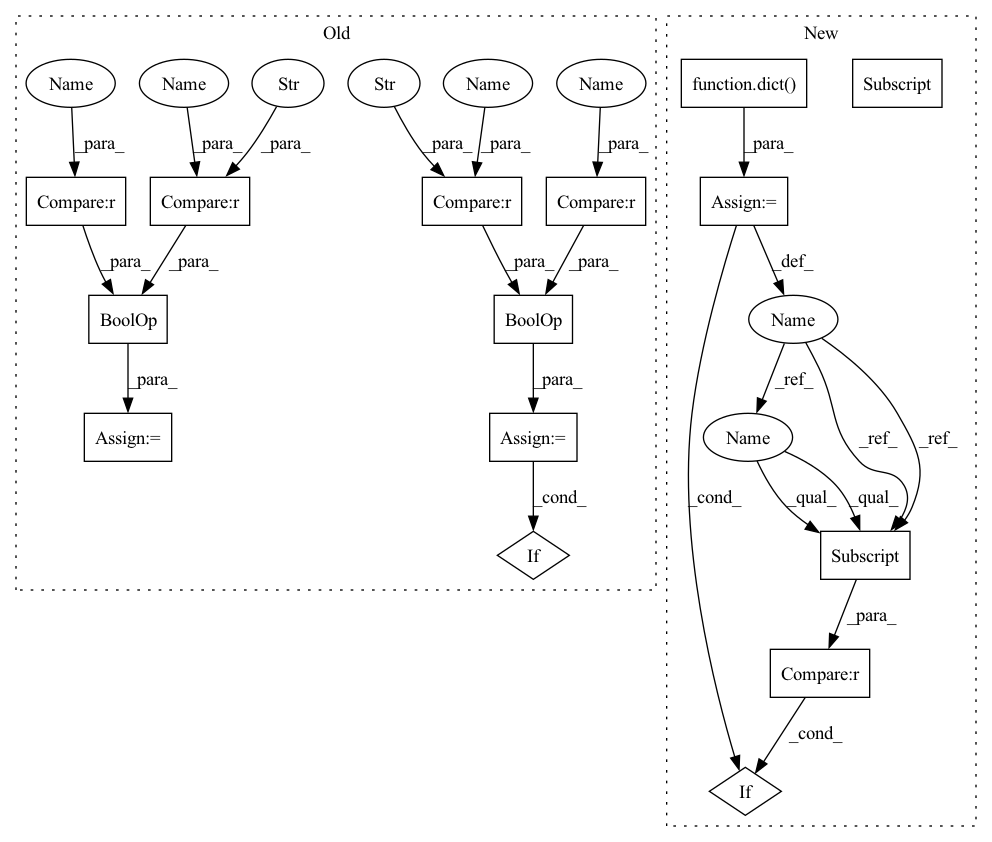 Old
New
Name
Name
Str
Str
Name
Name
function.dict()
Subscript
_para_
_para_
_para_
_para_
_para_
_para_
_para_
Compare:r
Compare:r
Compare:r
Compare:r
Assign:=
_para_
_para_
_para_
_para_
_def_
BoolOp
BoolOp
Name
_para_
_para_
_ref_
Assign:=
Assign:=
Name
_ref_
_ref_
_cond_
_cond_
_qual_
_qual_
If
Subscript
_para_
Compare:r
_cond_
If